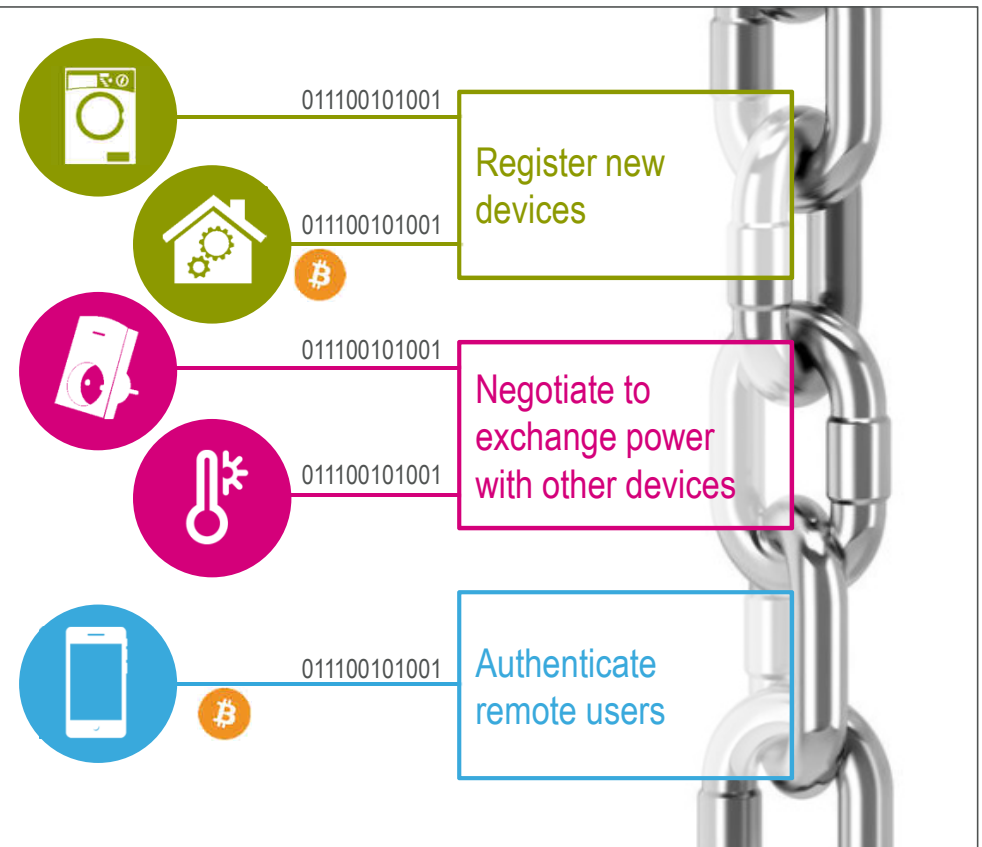 011100101001
Register new
devices
011100101001
011100101001
Negotiate to
exchange power
with other devices
011100101001
Authenticate
remote users
011100101001